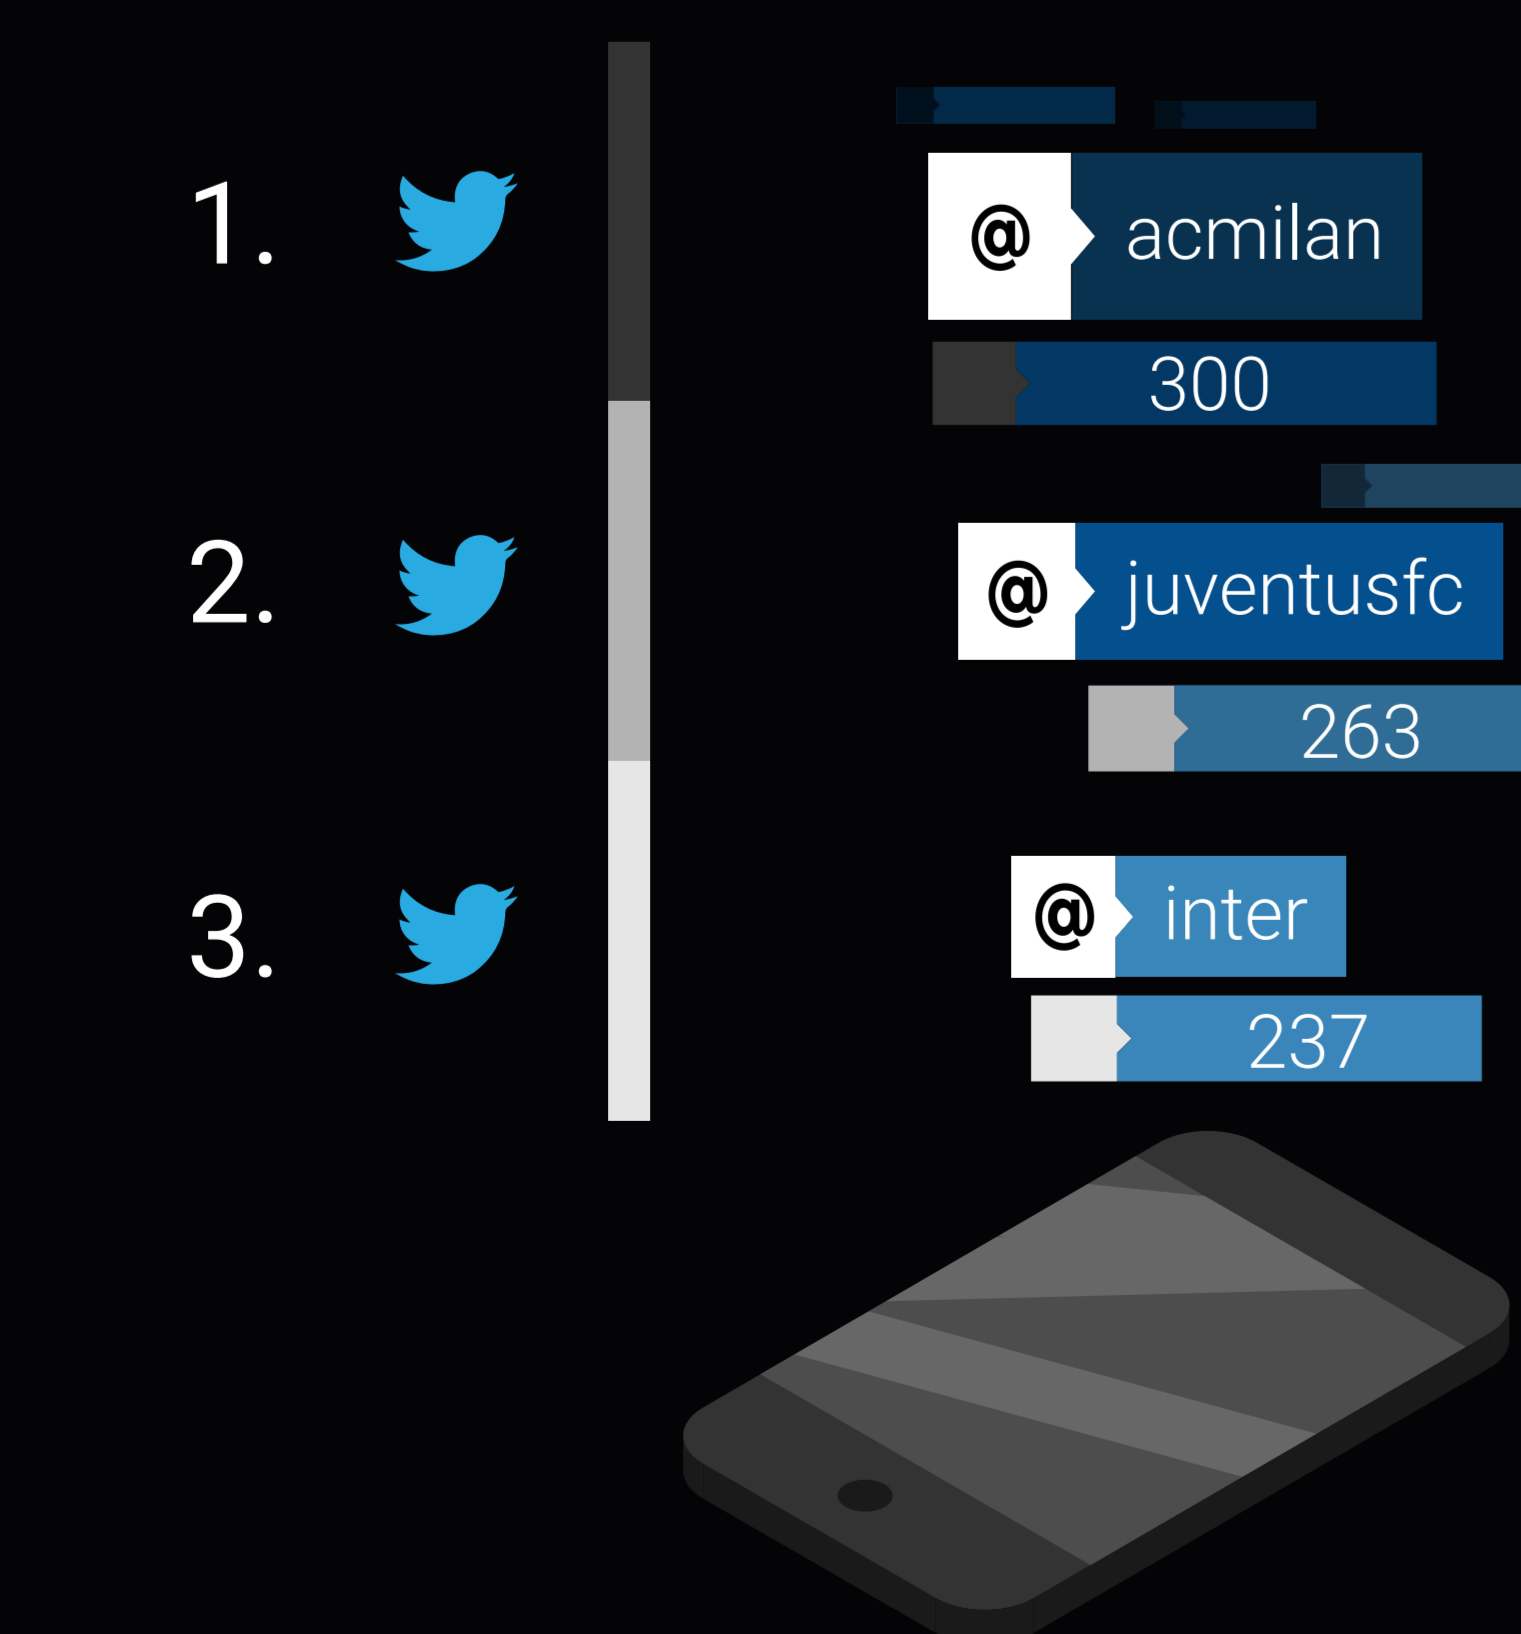 1.
@ acmilan
300
2.
@ juventusfc
263
3.
@ inter
237